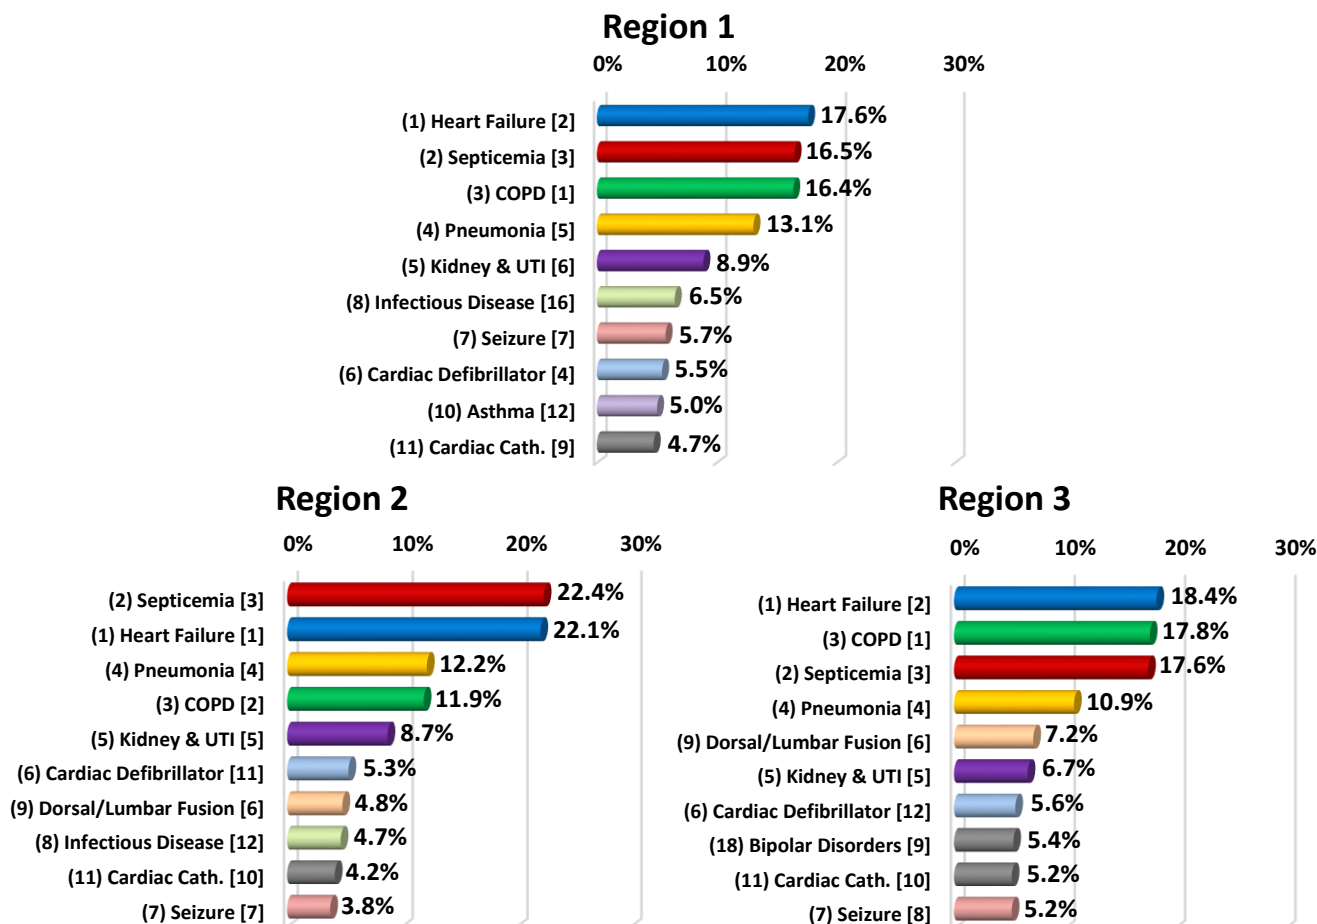 Region 1
0% 10% 20% 30%
(1) Heart Failure [2] 17.6%
(2) Septicemia [3] 16.5%
(3) COPD [1] 16.4%
(4) Pneumonia [5] 13.1%
(5) Kidney & UTI [6] 8.9%
(8) Infectious Disease [16] 6.5%
(7) Seizure [7] 5.7%
(6) Cardiac Defibrillator [4] 5.5%
(10) Asthma [12] 5.0%
(11) Cardiac Cath. [9] 4.7%
Region 2
0% 10% 20% 30%
(2) Septicemia [3] 22.4%
(1) Heart Failure [1] 22.1%
(4) Pneumonia [4] 12.2%
(3) COPD [2] 11.9%
(5) Kidney & UTI [5] 8.7%
(6) Cardiac Defibrillator [11] 5.3%
(9) Dorsal/Lumbar Fusion [6] 4.8%
(8) Infectious Disease [12] 4.7%
(11) Cardiac Cath. [10] 4.2%
(7) Seizure [7] 3.8%
Region 3
0% 10% 20% 30%
(1) Heart Failure [2] 18.4%
(3) COPD [1] 17.8%
(2) Septicemia [3] 17.6%
(4) Pneumonia [4] 10.9%
(9) Dorsal/Lumbar Fusion [6] 7.2%
(5) Kidney & UTI [5] 6.7%
(6) Cardiac Defibrillator [12] 5.6%
(18) Bipolar Disorders [9] 5.4%
(11) Cardiac Cath. [10] 5.2%
(7) Seizure [8] 5.2%